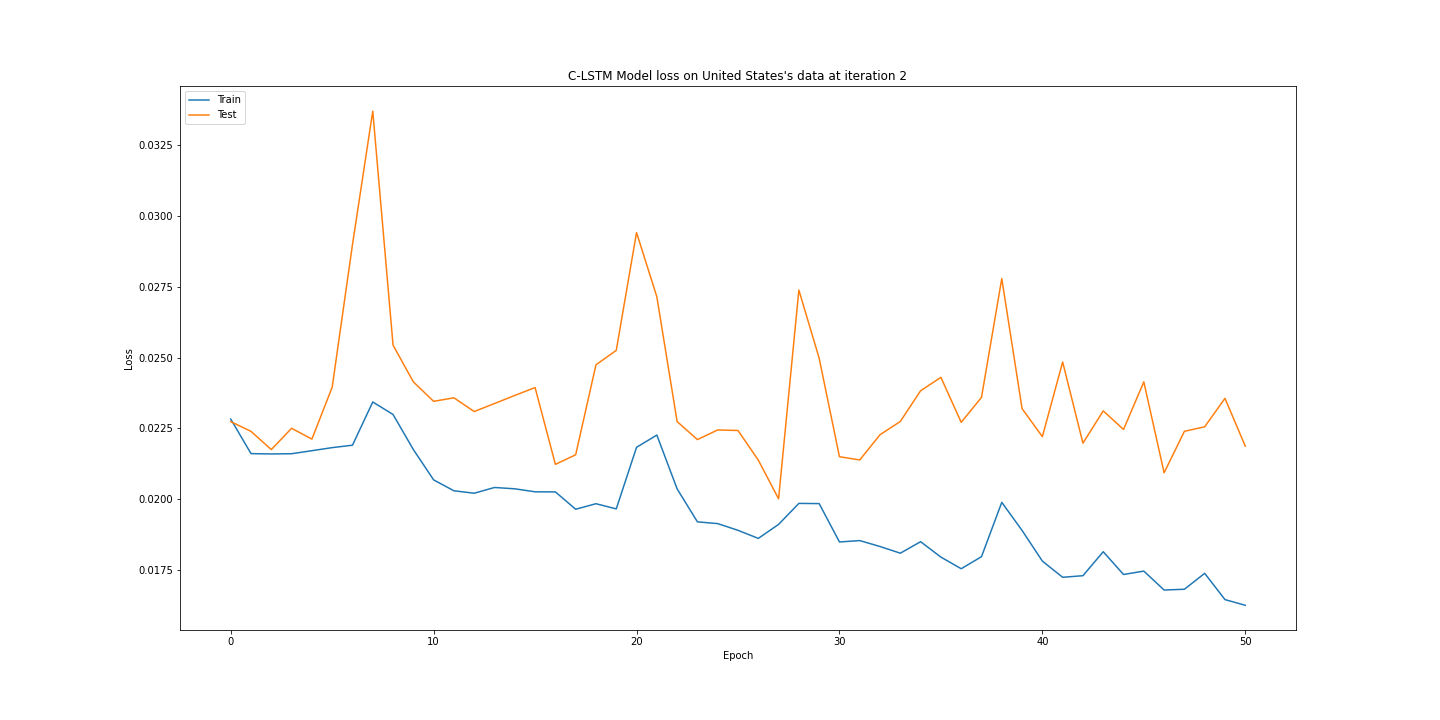 C-LSTM Model loss on United States's data at iteration 2
Train
Test
0.0325
0.0300
0.0275
0.0250
0.0225
0.0200
0.0175
Loss
0 10 20 30 40 50
Epoch